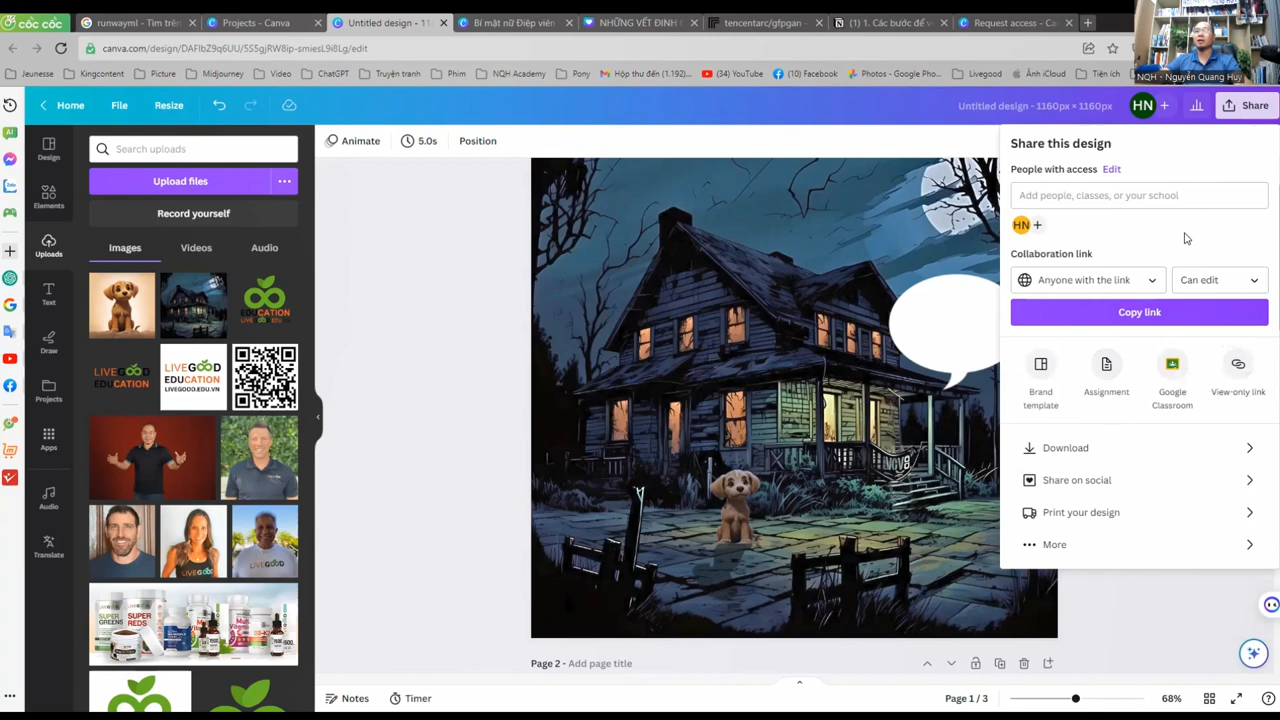 CỐC CỐC
runwayml - Tìm trên
Projects - Canva
Untitled design - 11
Bí mật nữ Điệp viên
NHỮNG VẾT ĐINH
tencentarc/gfpgan -
(1) 1. Các bước để v
Request access - Ca
canva.com/design/DAFlbZ9q6UU/5S5gjRW8ip-smiesL9i8Lg/edit
Jeunesse
Kingcontent
Picture
Midjourney
Video
ChatGPT
Truyện tranh
Phim
NQH Academy
Pony
Hộp thư đến (1.192)...
(34) YouTube
(10) Facebook
Photos - Google Pho...
Livegood
Ảnh iCloud
Tiện ích
NQH - Nguyễn Quang Huy
Home
File
Resize
Untitled design - 1160px × 1160px
HN
Share
Design
Elements
Uploads
Text
Draw
Projects
Apps
Audio
Translate
Search uploads
Upload files
Record yourself
Images
Videos
Audio
EDUCATION
LIVEGOOD
EDUCATION
LIVEGOOD
EDUCATION
LIVEGOOD.EDU.VN
SUPER
GREENS
SUPER
REDS
Animate
5.0s
Position
Page 2 - Add page title
Share this design
People with access
Edit
Add people, classes, or your school
HN
Collaboration link
Anyone with the link
Can edit
Copy link
Brand
template
Assignment
Google
Classroom
View-only link
Download
Share on social
Print your design
More
Notes
Timer
Page 1 / 3
68%